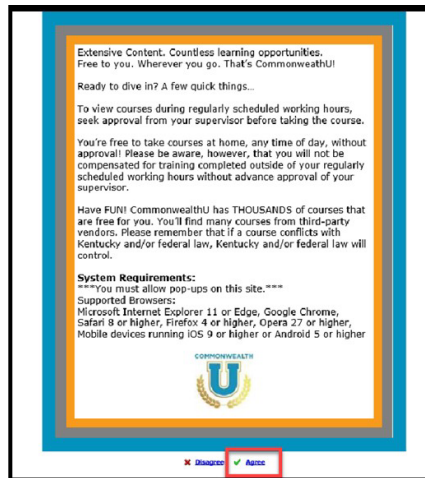 Extensive Content. Countless learning opportunities.
Free to you. Wherever you go. That's CommonweathU!
Ready to dive in? A few quick things...
To view courses during regularly scheduled working hours,
seek approval from your supervisor before taking the course.
You're free to take courses at home, any time of day, without
approval! Please be aware, however, that you will not be
compensated for training completed outside of your regularly
scheduled working hours without advance approval of your
supervisor.
Have FUN! CommonwealthU has THOUSANDS of courses that
are free for you. You'll find many courses from third-party
vendors. Please remember that if a course conflicts with
Kentucky and/or federal law, Kentucky and/or federal law will
control.
System Requirements:
***You must allow pop-ups on this site.***
Supported Browsers:
Microsoft Internet Explorer 11 or Edge, Google Chrome,
Safari 8 or higher, Firefox 4 or higher, Opera 27 or higher,
Mobile devices running iOS 9 or higher or Android 5 or higher
COMMONWEALTH
U
Disagree Agree